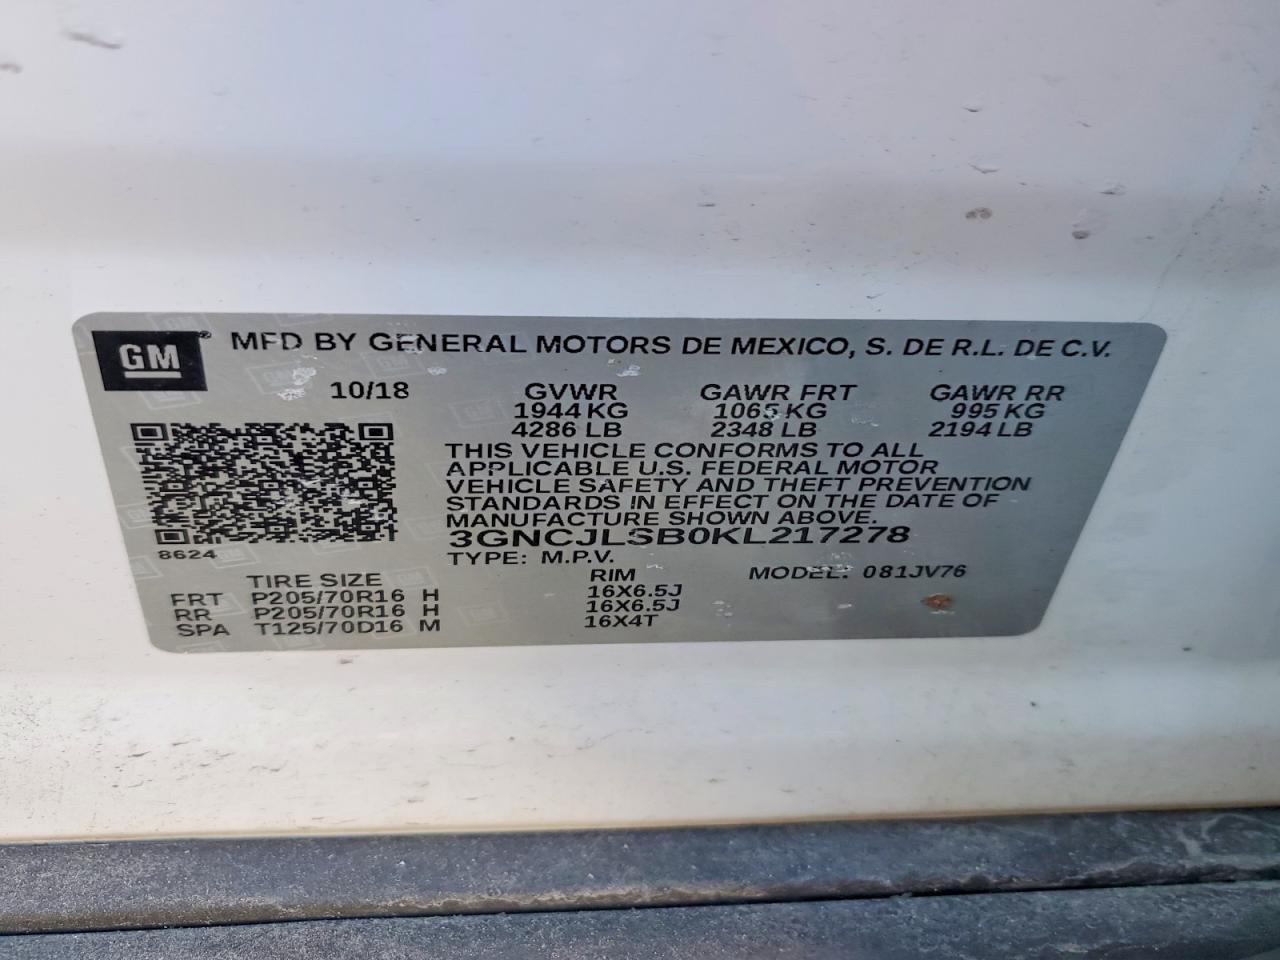 GM® MFD BY GENERAL MOTORS DE MEXICO, S. DE R.L. DE C.V.
10/18 GVWR GAWR FRT GAWR RR
1944 KG 1065 KG 995 KG
4286 LB 2348 LB 2194 LB
THIS VEHICLE CONFORMS TO ALL
APPLICABLE U.S. FEDERAL MOTOR
VEHICLE SAFETY AND THEFT PREVENTION
STANDARDS IN EFFECT ON THE DATE OF
MANUFACTURE SHOWN ABOVE.
3GNCJLSB0KL217278
8624 TYPE: M.P.V. MODEL: 081JV76
TIRE SIZE RIM
FRT P205/70R16 H 16X6.5J
RR P205/70R16 H 16X6.5J
SPA T125/70D16 M 16X4T